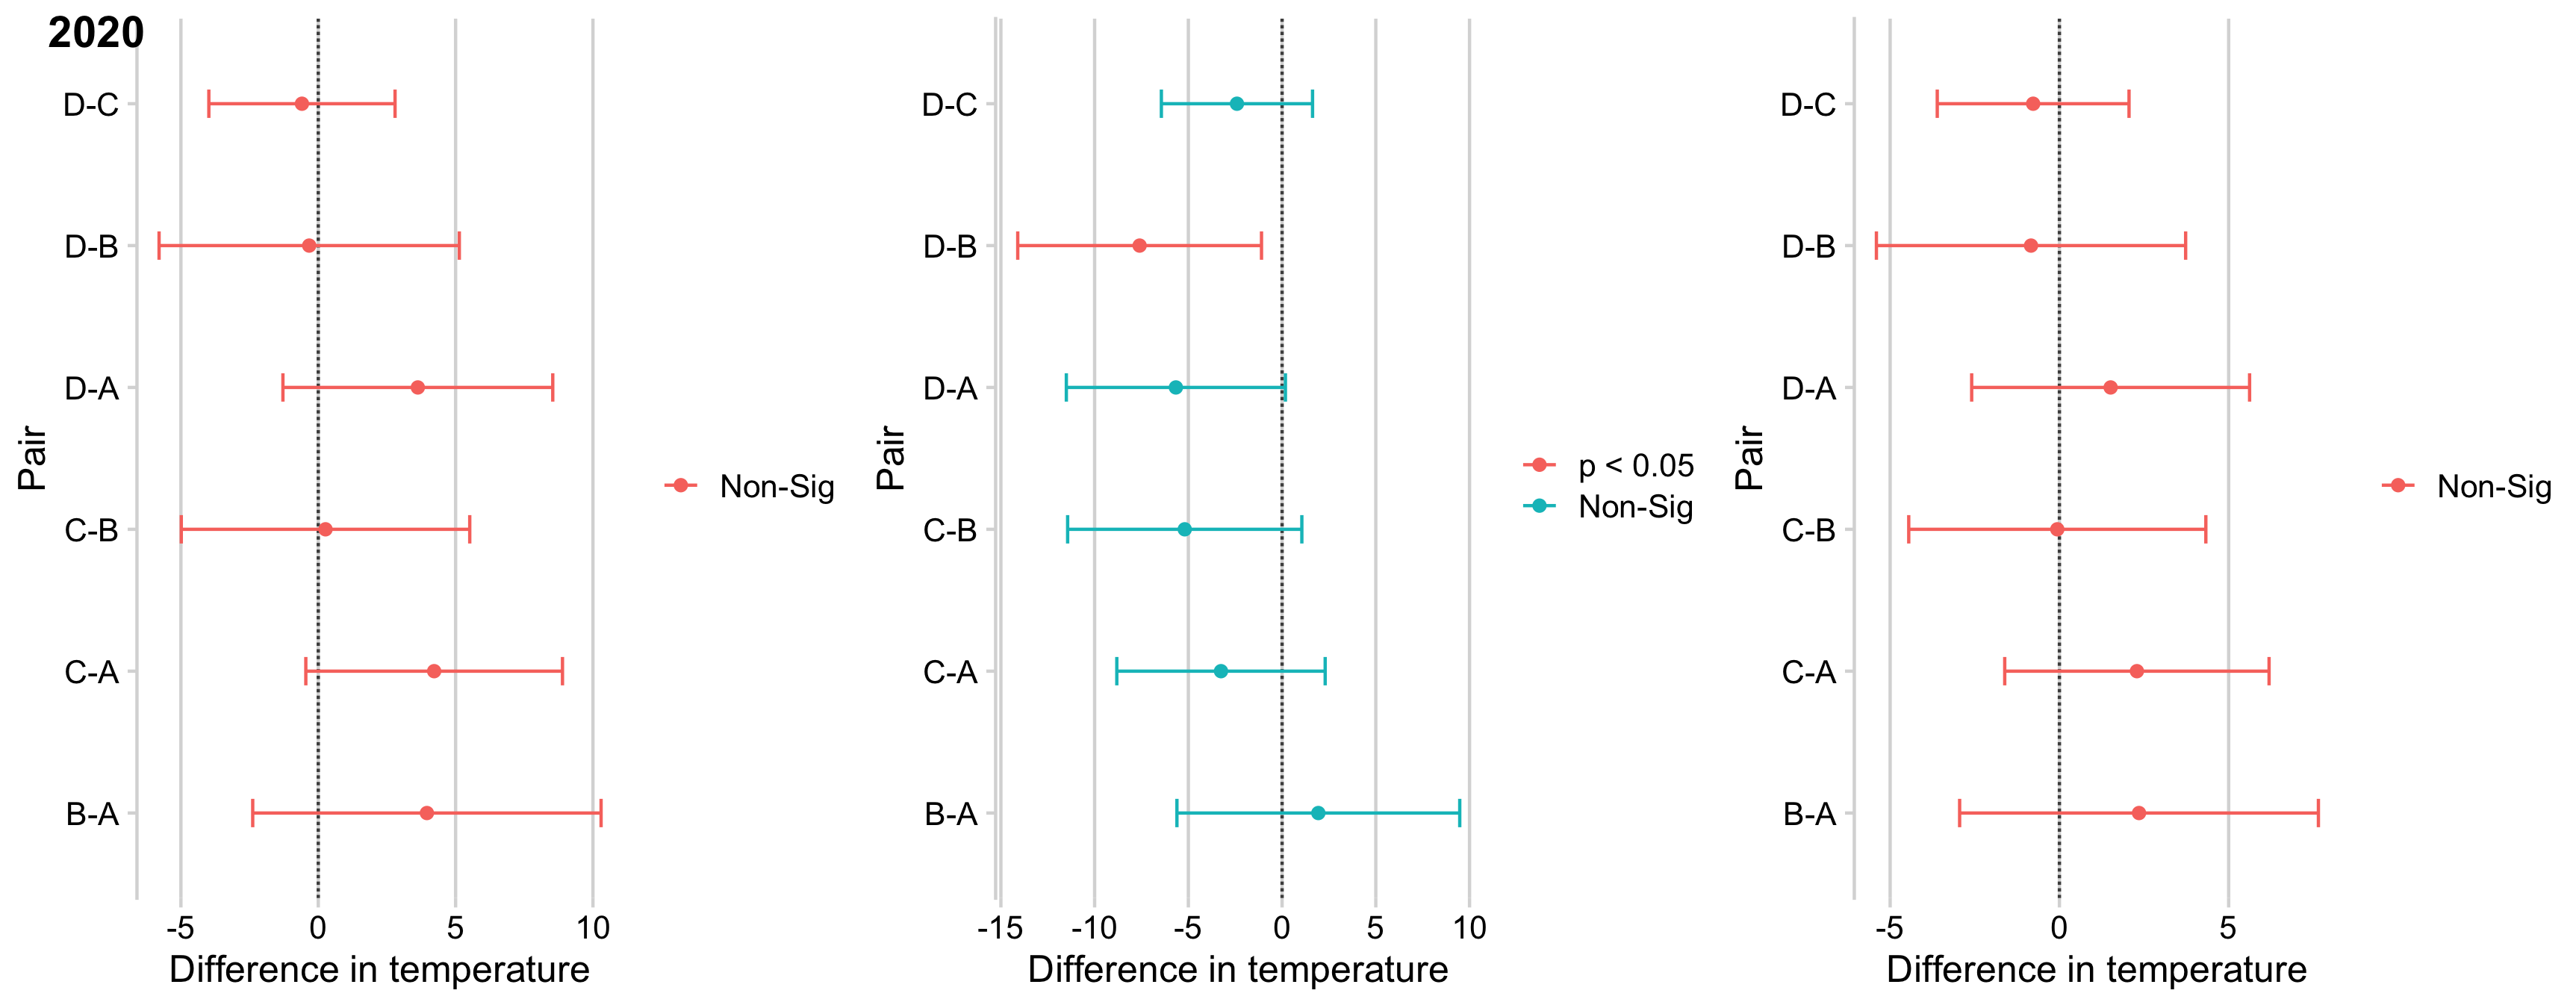 2020
D-C
D-B
D-A
C-B
C-A
B-A
Pair
-5 0 5 10
Difference in temperature
Non-Sig
D-C
D-B
D-A
C-B
C-A
B-A
Pair
-15 -10 -5 0 5 10
Difference in temperature
p < 0.05
Non-Sig
D-C
D-B
D-A
C-B
C-A
B-A
Pair
-5 0 5
Difference in temperature
Non-Sig